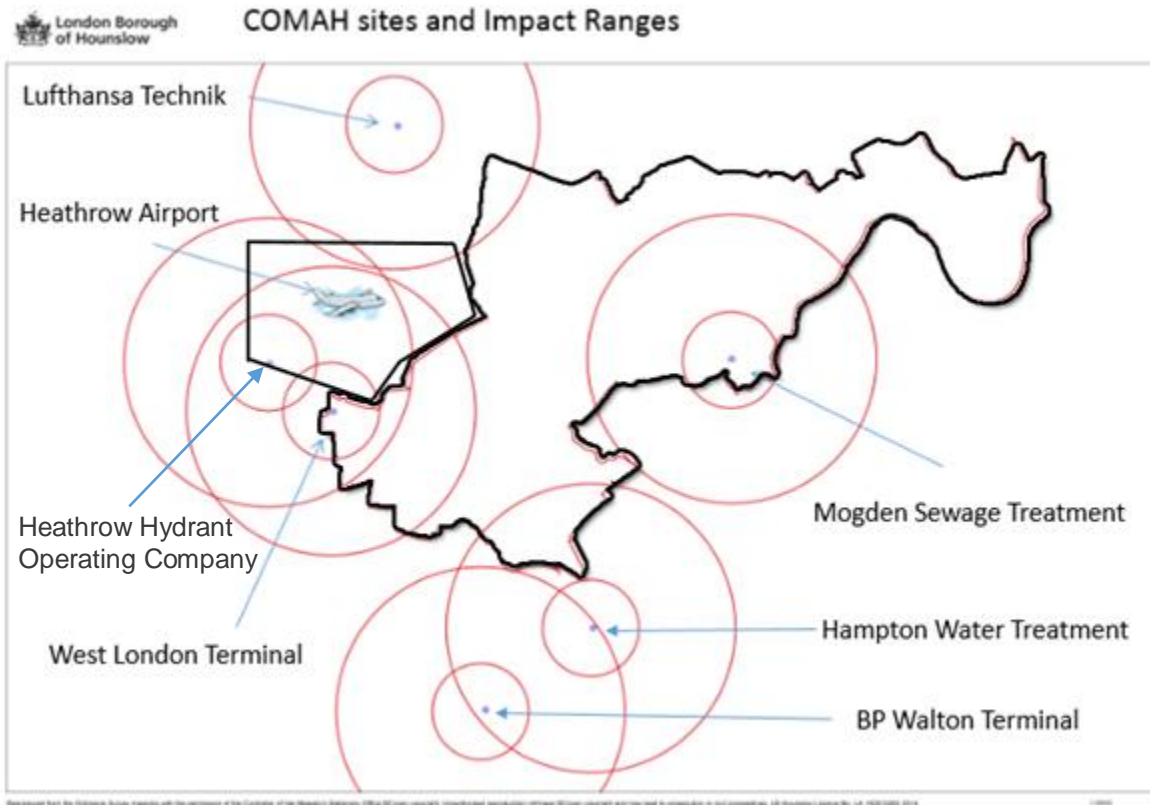 London Borough
of Hounslow
COMAH sites and Impact Ranges
Lufthansa Technik
Heathrow Airport
Heathrow Hydrant
Operating Company
West London Terminal
Mogden Sewage Treatment
Hampton Water Treatment
BP Walton Terminal